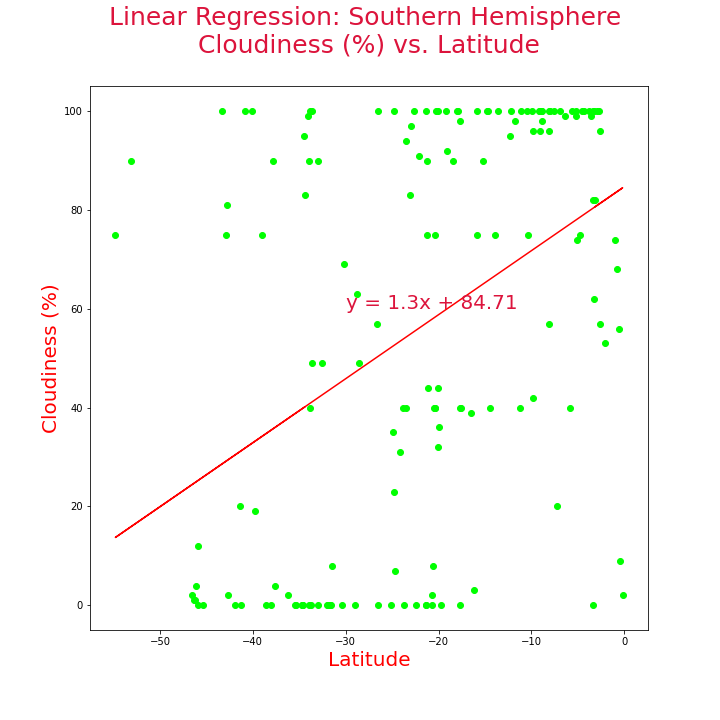 Linear Regression: Southern Hemisphere
Cloudiness (%) vs. Latitude
100
80
60
40
20
0
Cloudiness (%)
y = 1.3x + 84.71
−50
−40
−30
−20
−10
0
Latitude